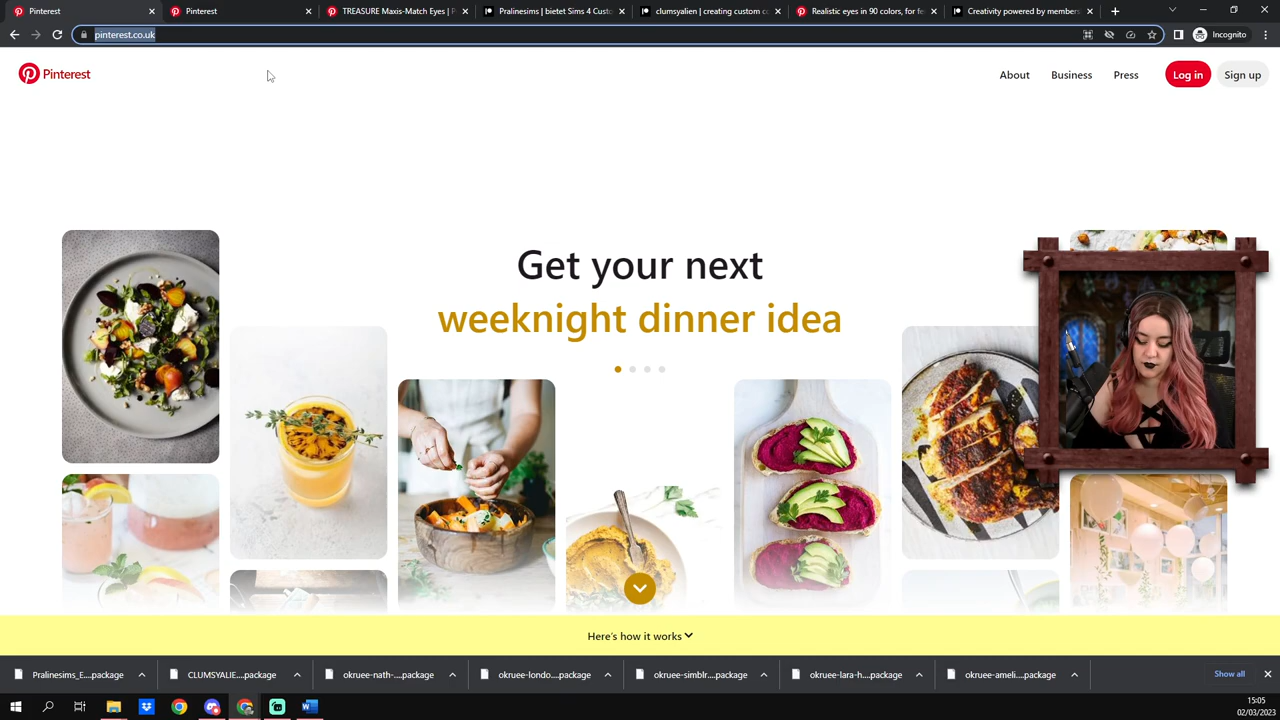 Pinterest
Pinterest
TREASURE Maxis-Match Eyes | P
Pralinesims | bietet Sims 4 Custo
clumsyalien | creating custom c
Realistic eyes in 90 colors, for fe
Creativity powered by member
pinterest.co.uk
Incognito
Pinterest
About
Business
Press
Log in
Sign up
Get your next
weeknight dinner idea
Here's how it works
Pralinesims_E....package
CLUMSYALIE....package
okruee-nath-....package
okruee-londo....package
okruee-simblr....package
okruee-lara-h....package
okruee-ameli....package
Show all
15:05
02/03/2023